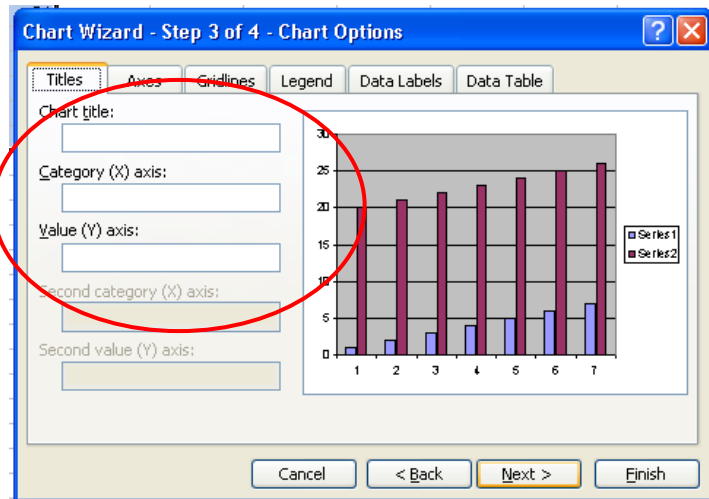 Chart Wizard - Step 3 of 4 - Chart Options
Titles Axes Gridlines Legend Data Labels Data Table
Chart title:
Category (X) axis:
Value (Y) axis:
Second category (X) axis:
Second value (Y) axis:
30
25
20
15
10
5
0
1 2 3 4 5 6 7
Series1
Series2
Cancel < Back Next > Finish